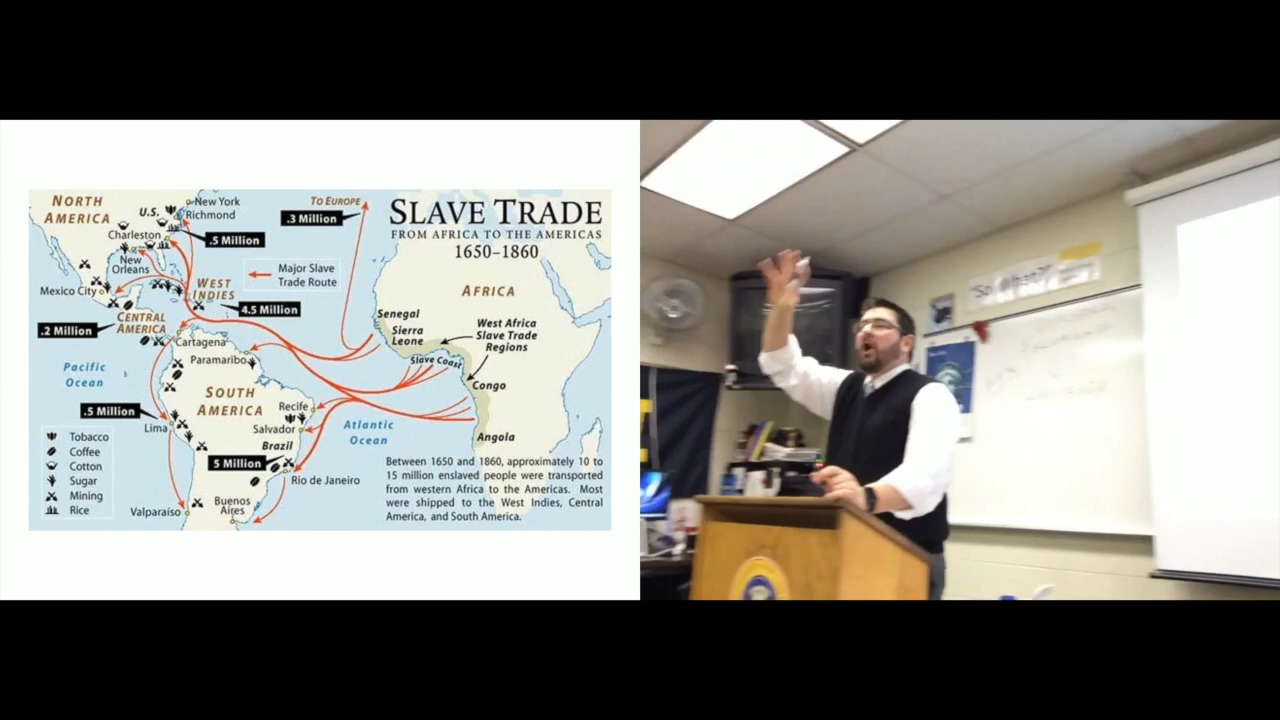 NORTH
AMERICA
U.S.
New York
Richmond
.5 Million
Charleston
New
Orleans
Mexico City
WEST
INDIES
4.5 Million
CENTRAL
AMERICA
.2 Million
TO EUROPE
.3 Million
Major Slave
Trade Route
SLAVE TRADE
FROM AFRICA TO THE AMERICAS
1650–1860
AFRICA
Senegal
Sierra
Leone
West Africa
Slave Trade
Regions
Slave Coast
Congo
Angola
Cartagena
Paramaribo
Pacific
Ocean
SOUTH
AMERICA
Recife
Salvador
Brazil
.5 Million
Lima
5 Million
Rio de Janeiro
Atlantic
Ocean
Buenos
Aires
Valparaíso
Tobacco
Coffee
Cotton
Sugar
Mining
Rice
Between 1650 and 1860, approximately 10 to
15 million enslaved people were transported
from western Africa to the Americas. Most
were shipped to the West Indies, Central
America, and South America.